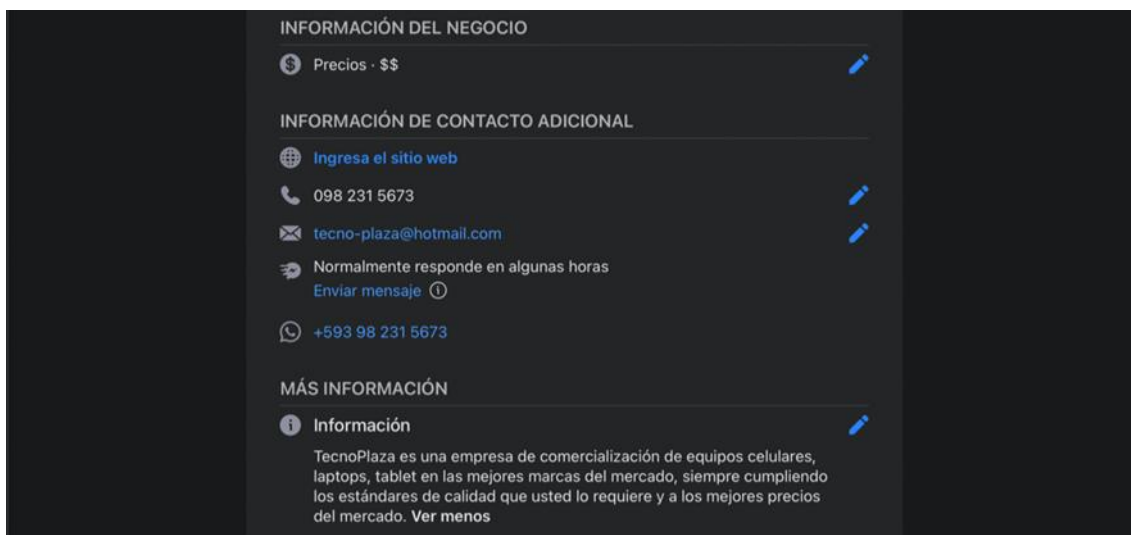 INFORMACIÓN DEL NEGOCIO
Precios · $$
INFORMACIÓN DE CONTACTO ADICIONAL
Ingresa el sitio web
098 231 5673
tecno-plaza@hotmail.com
Normalmente responde en algunas horas
Enviar mensaje
+593 98 231 5673
MÁS INFORMACIÓN
Información
TecnoPlaza es una empresa de comercialización de equipos celulares,
laptops, tablet en las mejores marcas del mercado, siempre cumpliendo
los estándares de calidad que usted lo requiere y a los mejores precios
del mercado. Ver menos